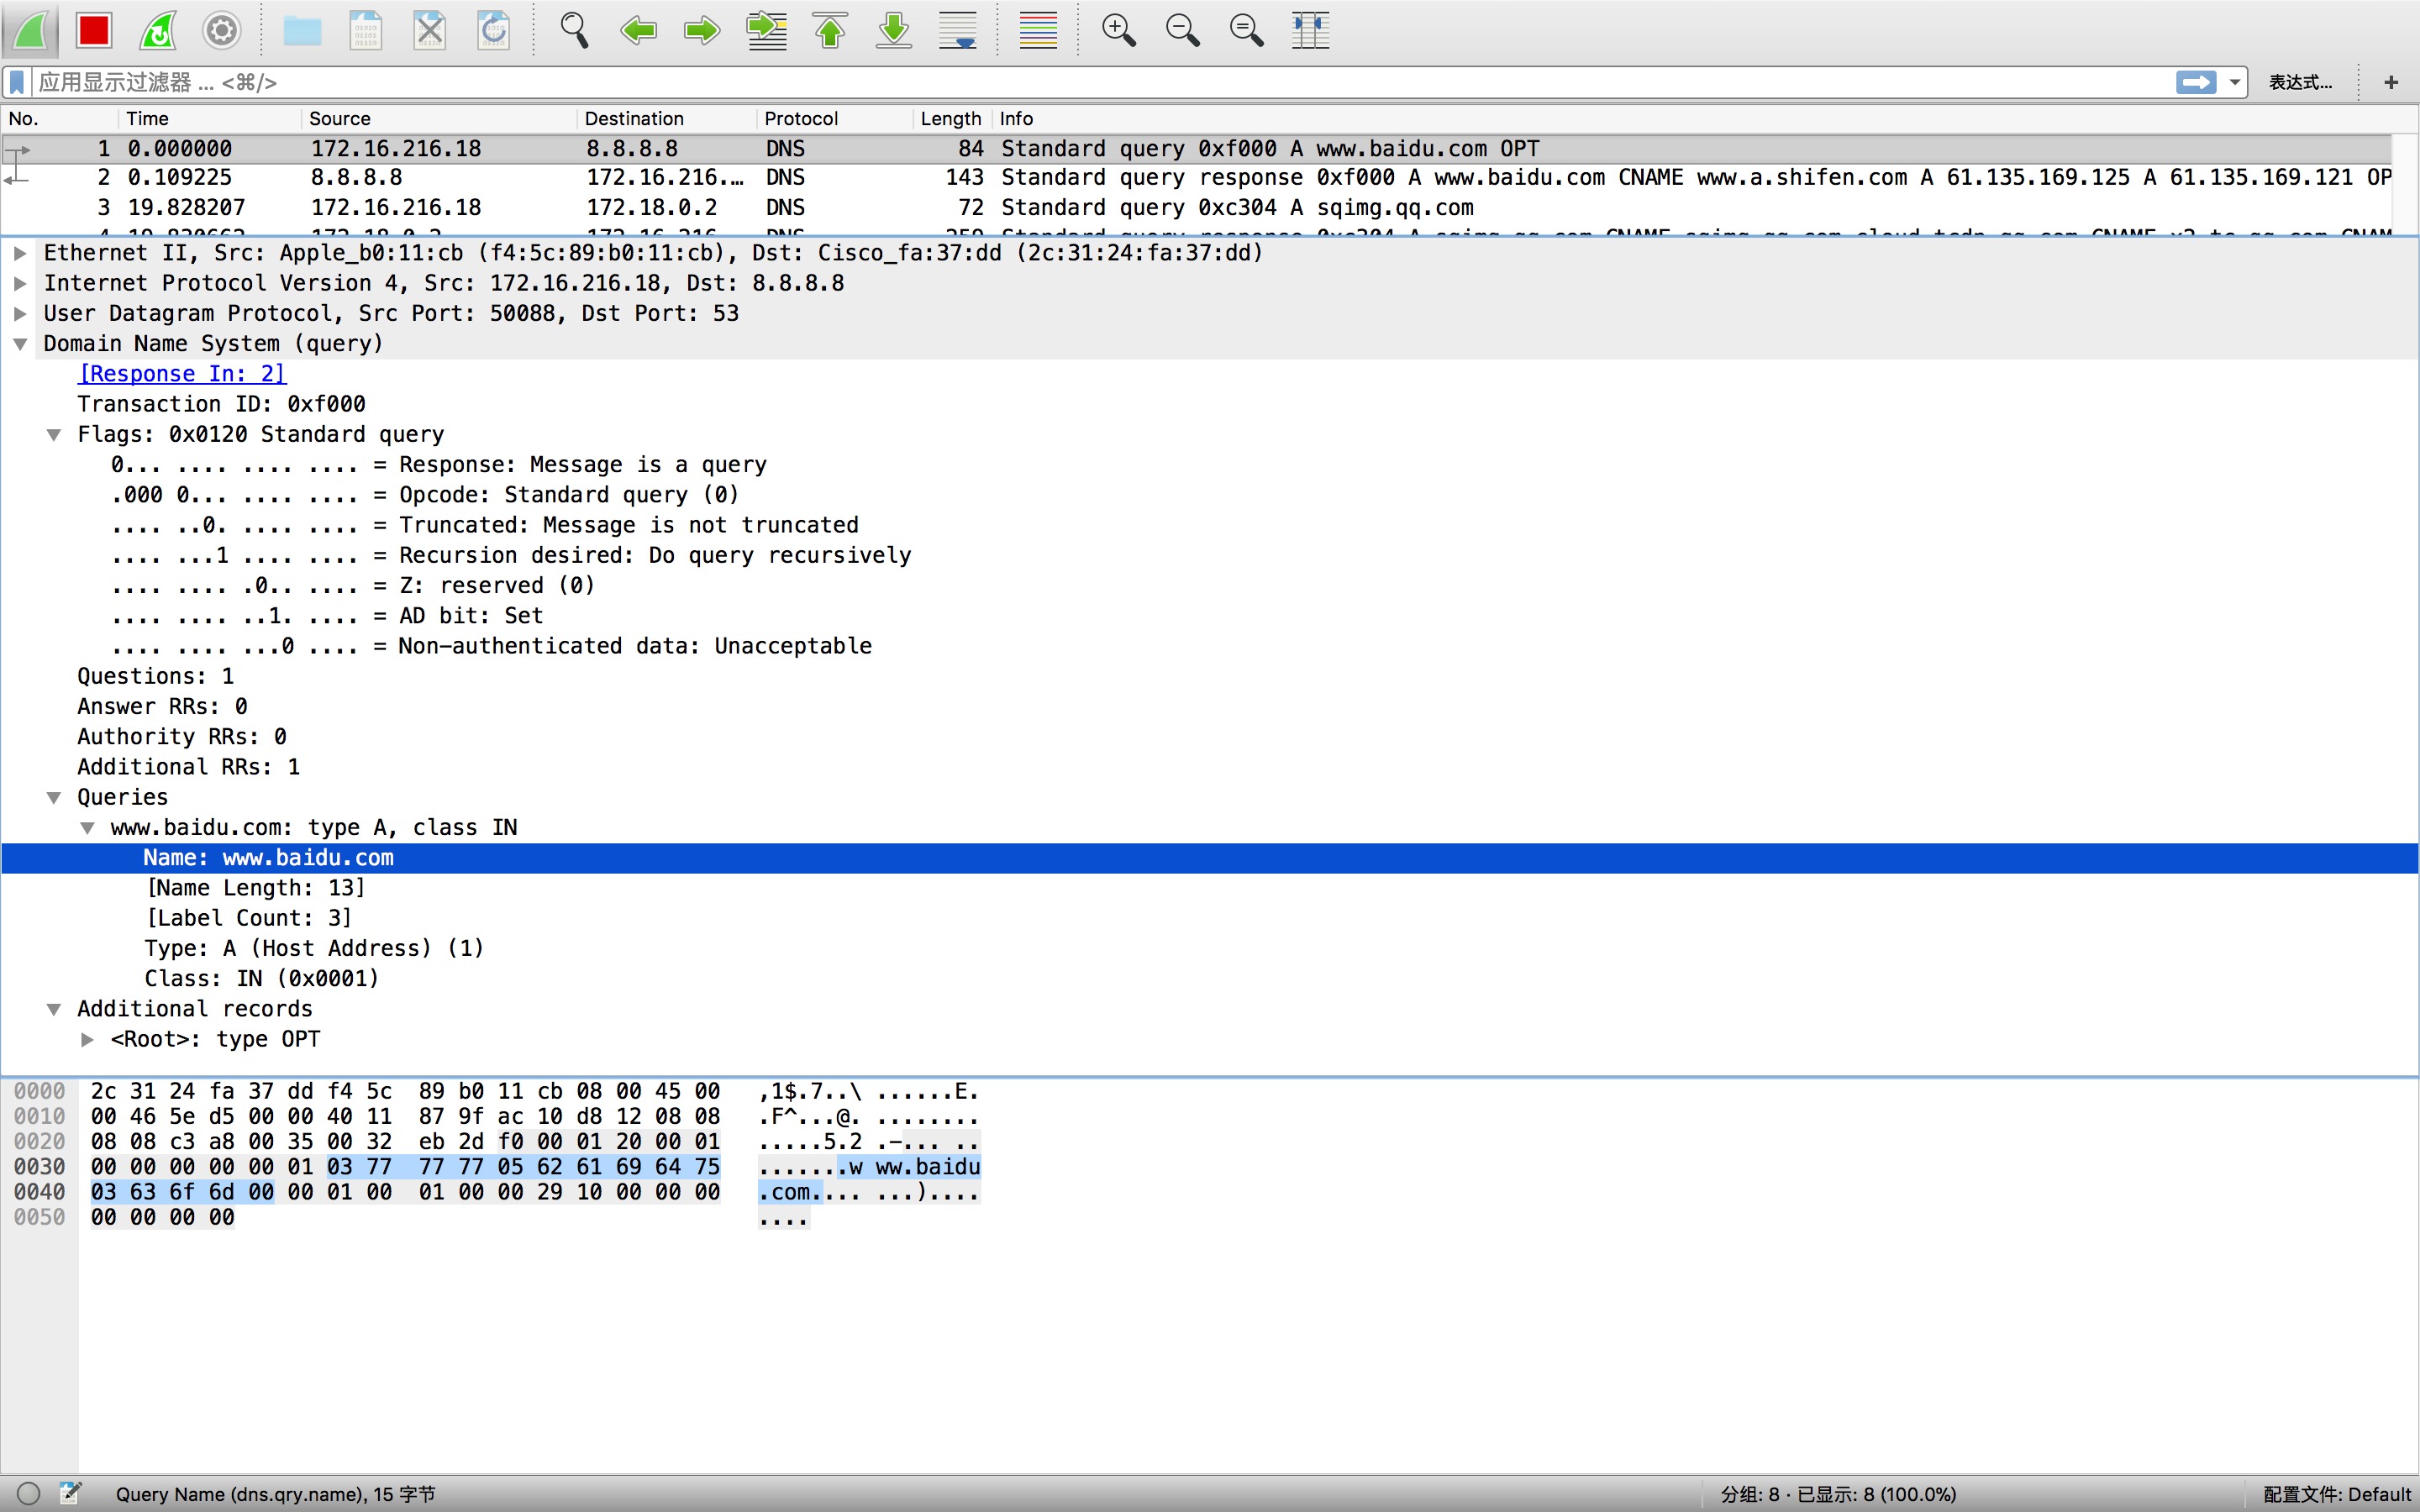 应用显示过滤器 ... <⌘/>
表达式...
+
No. Time Source Destination Protocol Length Info
1 0.000000 172.16.216.18 8.8.8.8 DNS 84 Standard query 0xf000 A www.baidu.com OPT
2 0.109225 8.8.8.8 172.16.216.… DNS 143 Standard query response 0xf000 A www.baidu.com CNAME www.a.shifen.com A 61.135.169.125 A 61.135.169.121 OP
3 19.828207 172.16.216.18 172.18.0.2 DNS 72 Standard query 0xc304 A sqimg.qq.com
Ethernet II, Src: Apple_b0:11:cb (f4:5c:89:b0:11:cb), Dst: Cisco_fa:37:dd (2c:31:24:fa:37:dd)
Internet Protocol Version 4, Src: 172.16.216.18, Dst: 8.8.8.8
User Datagram Protocol, Src Port: 50088, Dst Port: 53
Domain Name System (query)
[Response In: 2]
Transaction ID: 0xf000
Flags: 0x0120 Standard query
0... .... .... .... = Response: Message is a query
.000 0... .... .... = Opcode: Standard query (0)
.... ..0. .... .... = Truncated: Message is not truncated
.... ...1 .... .... = Recursion desired: Do query recursively
.... .... .0.. .... = Z: reserved (0)
.... .... ..1. .... = AD bit: Set
.... .... ...0 .... = Non-authenticated data: Unacceptable
Questions: 1
Answer RRs: 0
Authority RRs: 0
Additional RRs: 1
Queries
www.baidu.com: type A, class IN
Name: www.baidu.com
[Name Length: 13]
[Label Count: 3]
Type: A (Host Address) (1)
Class: IN (0x0001)
Additional records
<Root>: type OPT
0000 2c 31 24 fa 37 dd f4 5c 89 b0 11 cb 08 00 45 00 ,1$.7..\ ......E.
0010 00 46 5e d5 00 00 40 11 87 9f ac 10 d8 12 08 08 .F^...@. ........
0020 08 08 c3 a8 00 35 00 32 eb 2d f0 00 01 20 00 01 .....5.2 .-... ..
0030 00 00 00 00 00 01 03 77 77 77 05 62 61 69 64 75 .......w ww.baidu
0040 03 63 6f 6d 00 00 01 00 01 00 00 29 10 00 00 00 .com.... ...)....
0050 00 00 00 00 ....
Query Name (dns.qry.name), 15 字节
分组: 8 · 已显示: 8 (100.0%)
配置文件: Default